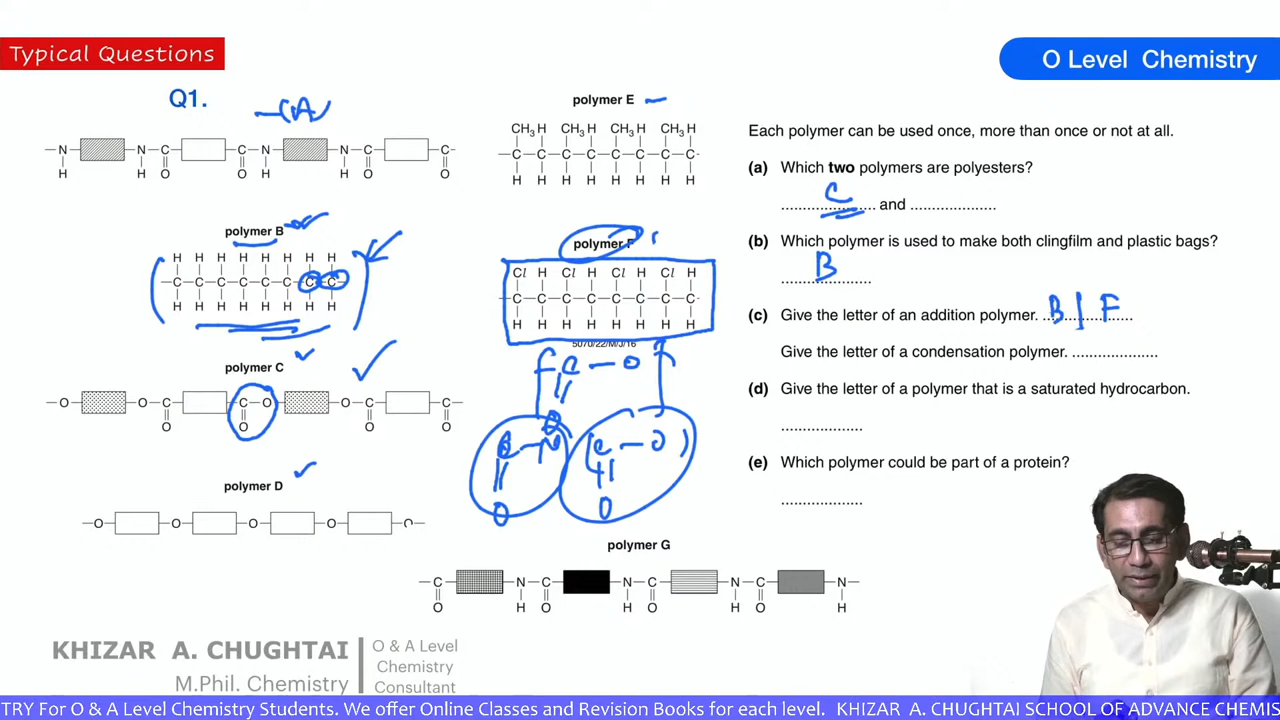 Typical Questions
O Level Chemistry
Q1.
(A)
N C C N N C C
H O O H H O O
polymer B
H H H H H H H H
C C C C C C C C
H H H H H H H H
polymer C
O O C C O O C C
O O O O
polymer D
O O O O O
polymer E
CH3 H CH3 H CH3 H CH3 H
C C C C C C C C
H H H H H H H H
polymer F
Cl H Cl H Cl H Cl H
C C C C C C C C
H H H H H H H H
5070/22/M/J/16
C — O
O
C — N
O
C — O
O
polymer G
C N C N C N C N
O H O H O H O H
Each polymer can be used once, more than once or not at all.
(a) Which two polymers are polyesters?
C
.................... and ....................
(b) Which polymer is used to make both clingfilm and plastic bags?
B
....................
(c) Give the letter of an addition polymer. B | F
Give the letter of a condensation polymer. ....................
(d) Give the letter of a polymer that is a saturated hydrocarbon.
....................
(e) Which polymer could be part of a protein?
....................
KHIZAR A. CHUGHTAI
M.Phil. Chemistry
O & A Level
Chemistry
Consultant
TRY For O & A Level Chemistry Students. We offer Online Classes and Revision Books for each level. KHIZAR A. CHUGHTAI SCHOOL OF ADVANCE CHEMIS